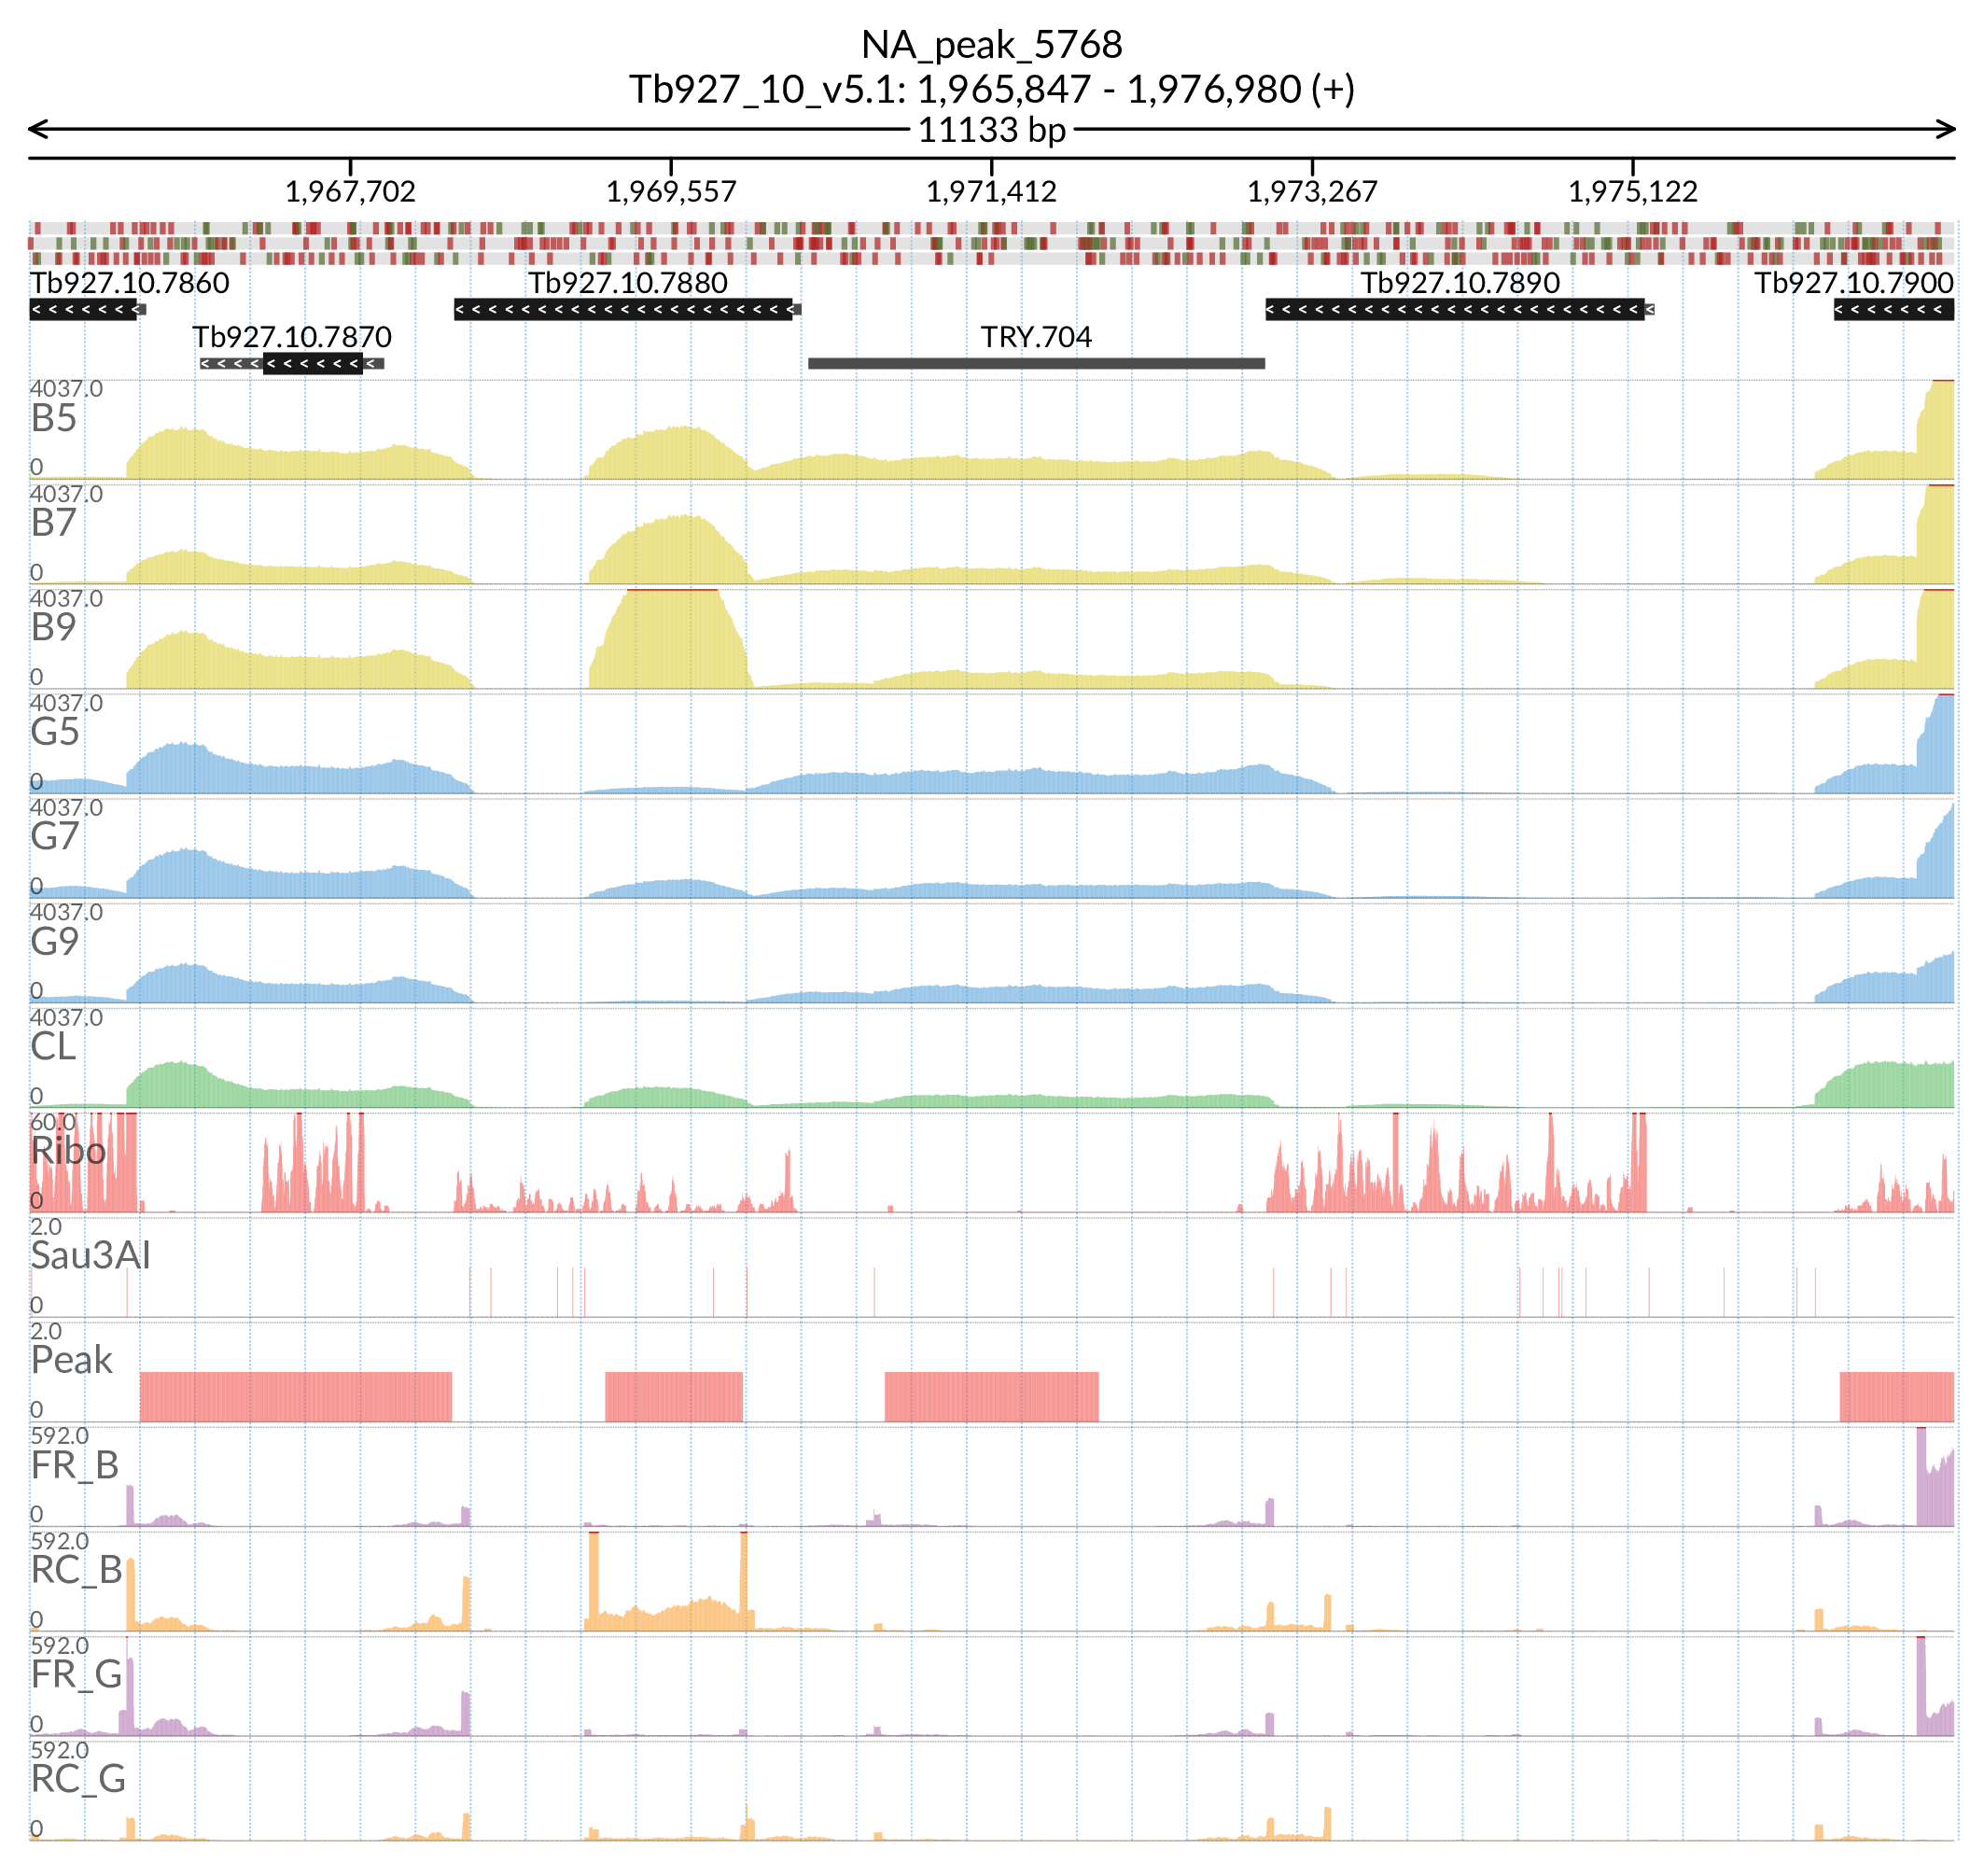 NA_peak_5768
Tb927_10_v5.1: 1,965,847 - 1,976,980 (+)
11133 bp
1,967,702 1,969,557 1,971,412 1,973,267 1,975,122
Tb927.10.7860 Tb927.10.7880 Tb927.10.7890 Tb927.10.7900
Tb927.10.7870 TRY.704
4037.0
B5
0
4037.0
B7
0
4037.0
B9
0
4037.0
G5
0
4037.0
G7
0
4037.0
G9
0
4037.0
CL
0
60.0
Ribo
0
2.0
Sau3AI
0
2.0
Peak
0
592.0
FR_B
0
592.0
RC_B
0
592.0
FR_G
0
592.0
RC_G
0